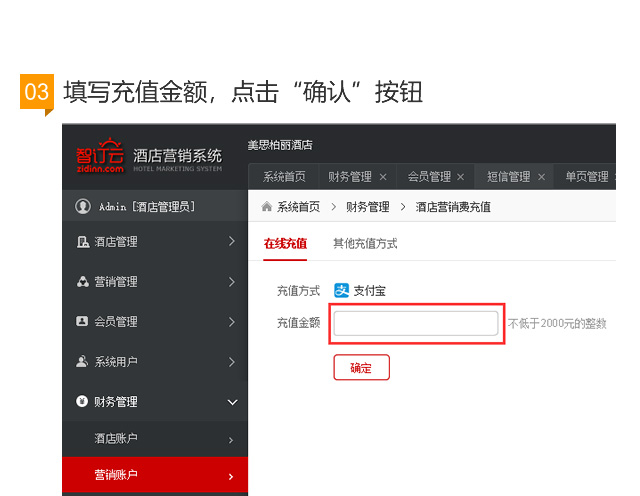 03 填写充值金额，点击“确认”按钮
智订云
zidinn.com
酒店营销系统
HOTEL MARKETING SYSTEM
美思柏丽酒店
系统首页 财务管理 × 会员管理 × 短信管理 × 单页管理
Admin [酒店管理员]
系统首页 > 财务管理 > 酒店营销费充值
酒店管理
营销管理
会员管理
系统用户
财务管理
酒店账户
营销账户
在线充值 其他充值方式
充值方式 支 支付宝
充值金额 不低于2000元的整数
确定